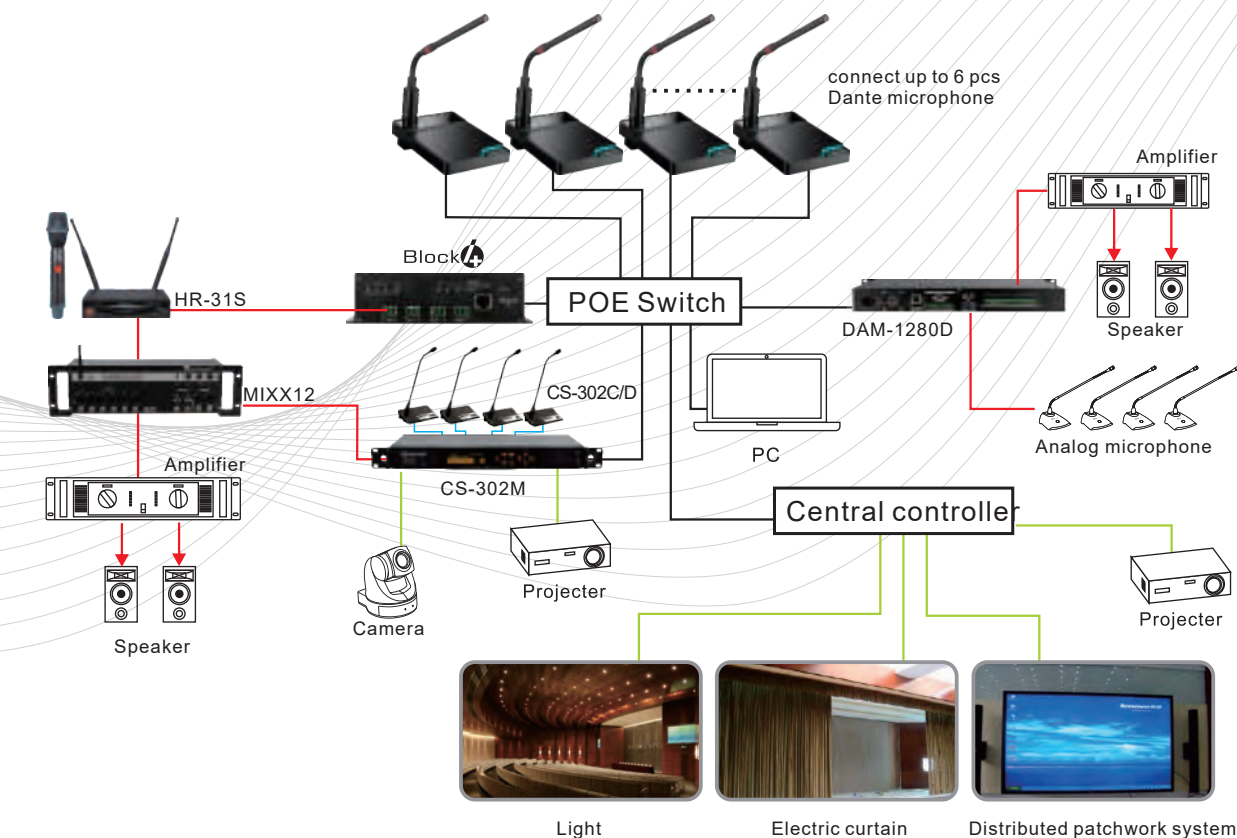 connect up to 6 pcs
Dante microphone
Amplifier
Block4+
HR-31S
POE Switch
DAM-1280D
Speaker
MIXX12
CS-302C/D
Analog microphone
PC
Amplifier
CS-302M
Central controller
Projecter
Camera
Projecter
Speaker
Light
Electric curtain
Distributed patchwork system